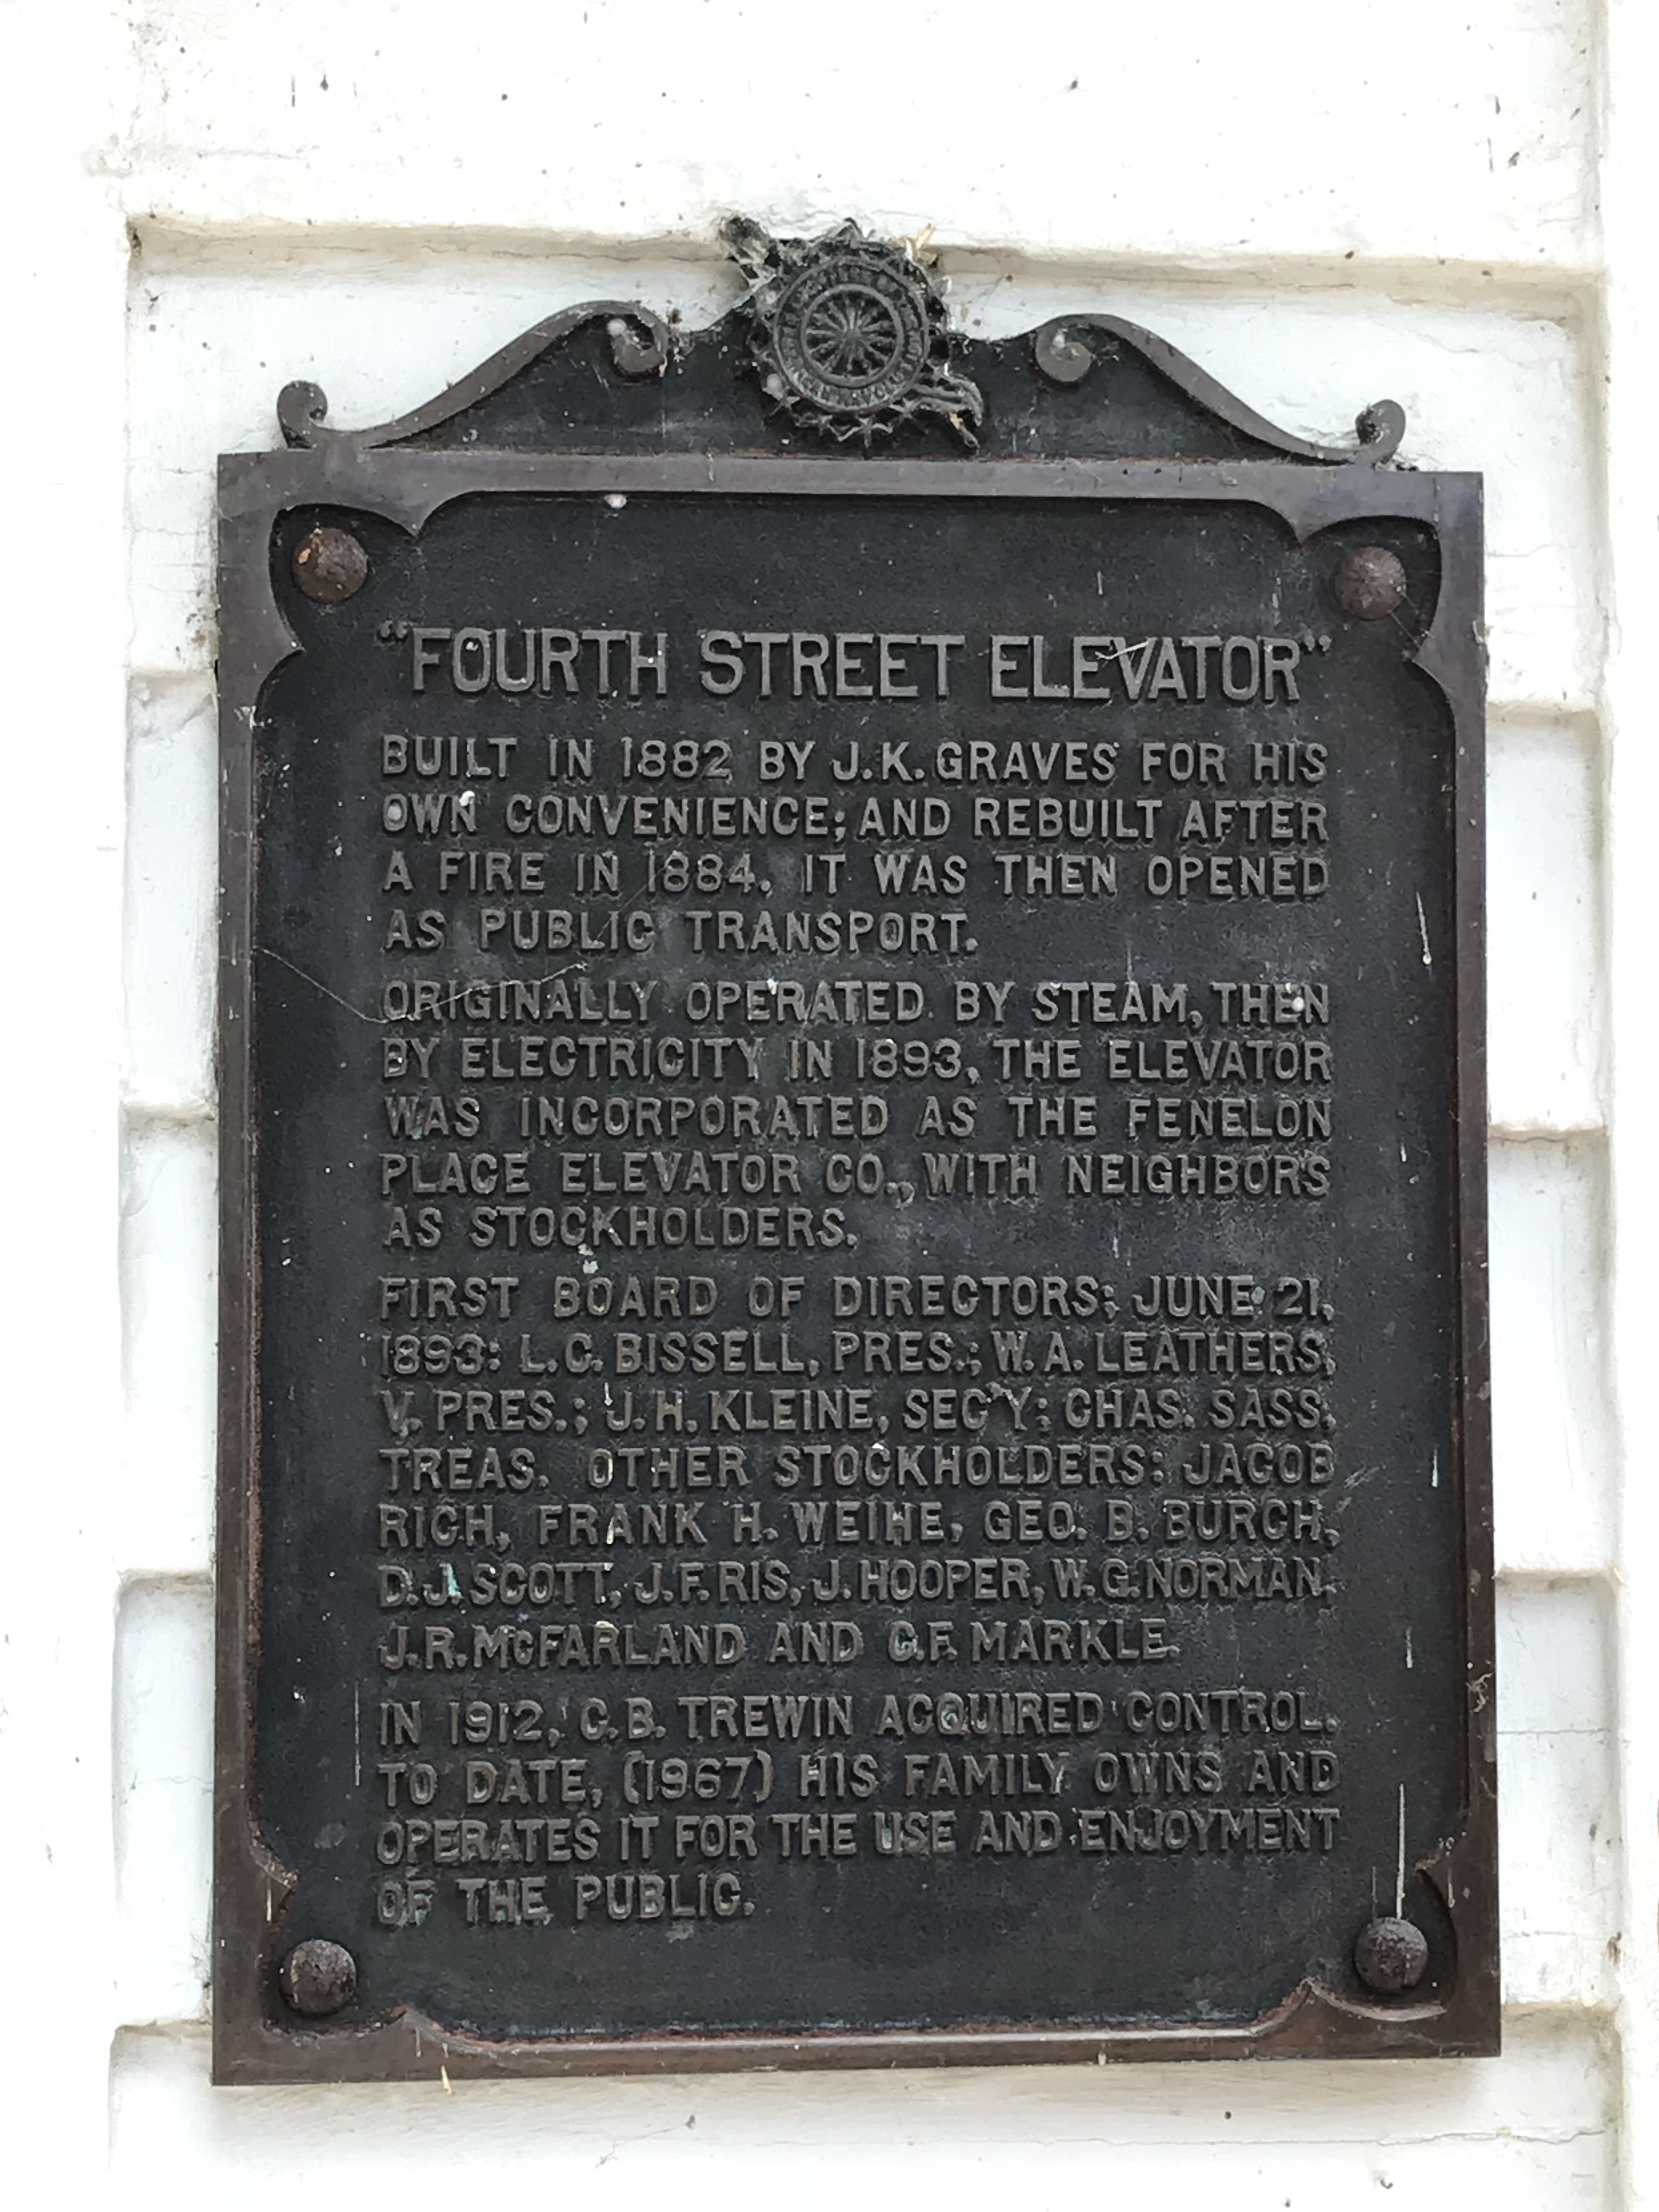 "FOURTH STREET ELEVATOR"
BUILT IN 1882 BY J.K. GRAVES FOR HIS
OWN CONVENIENCE; AND REBUILT AFTER
A FIRE IN 1884. IT WAS THEN OPENED
AS PUBLIC TRANSPORT.
ORIGINALLY OPERATED BY STEAM, THEN
BY ELECTRICITY IN 1893, THE ELEVATOR
WAS INCORPORATED AS THE FENELON
PLACE ELEVATOR CO., WITH NEIGHBORS
AS STOCKHOLDERS.
FIRST BOARD OF DIRECTORS; JUNE 21,
1893: L.C. BISSELL, PRES.; W.A. LEATHERS,
V. PRES.; J.H. KLEINE, SEC'Y; CHAS. SASS,
TREAS. OTHER STOCKHOLDERS: JACOB
RICH, FRANK H. WEIHE, GEO. B. BURCH,
D.J. SCOTT, J.F. RIS, J. HOOPER, W.G. NORMAN,
J.R. McFARLAND AND C.F. MARKLE.
IN 1912, C.B. TREWIN ACQUIRED CONTROL.
TO DATE, (1967) HIS FAMILY OWNS AND
OPERATES IT FOR THE USE AND ENJOYMENT
OF THE PUBLIC.